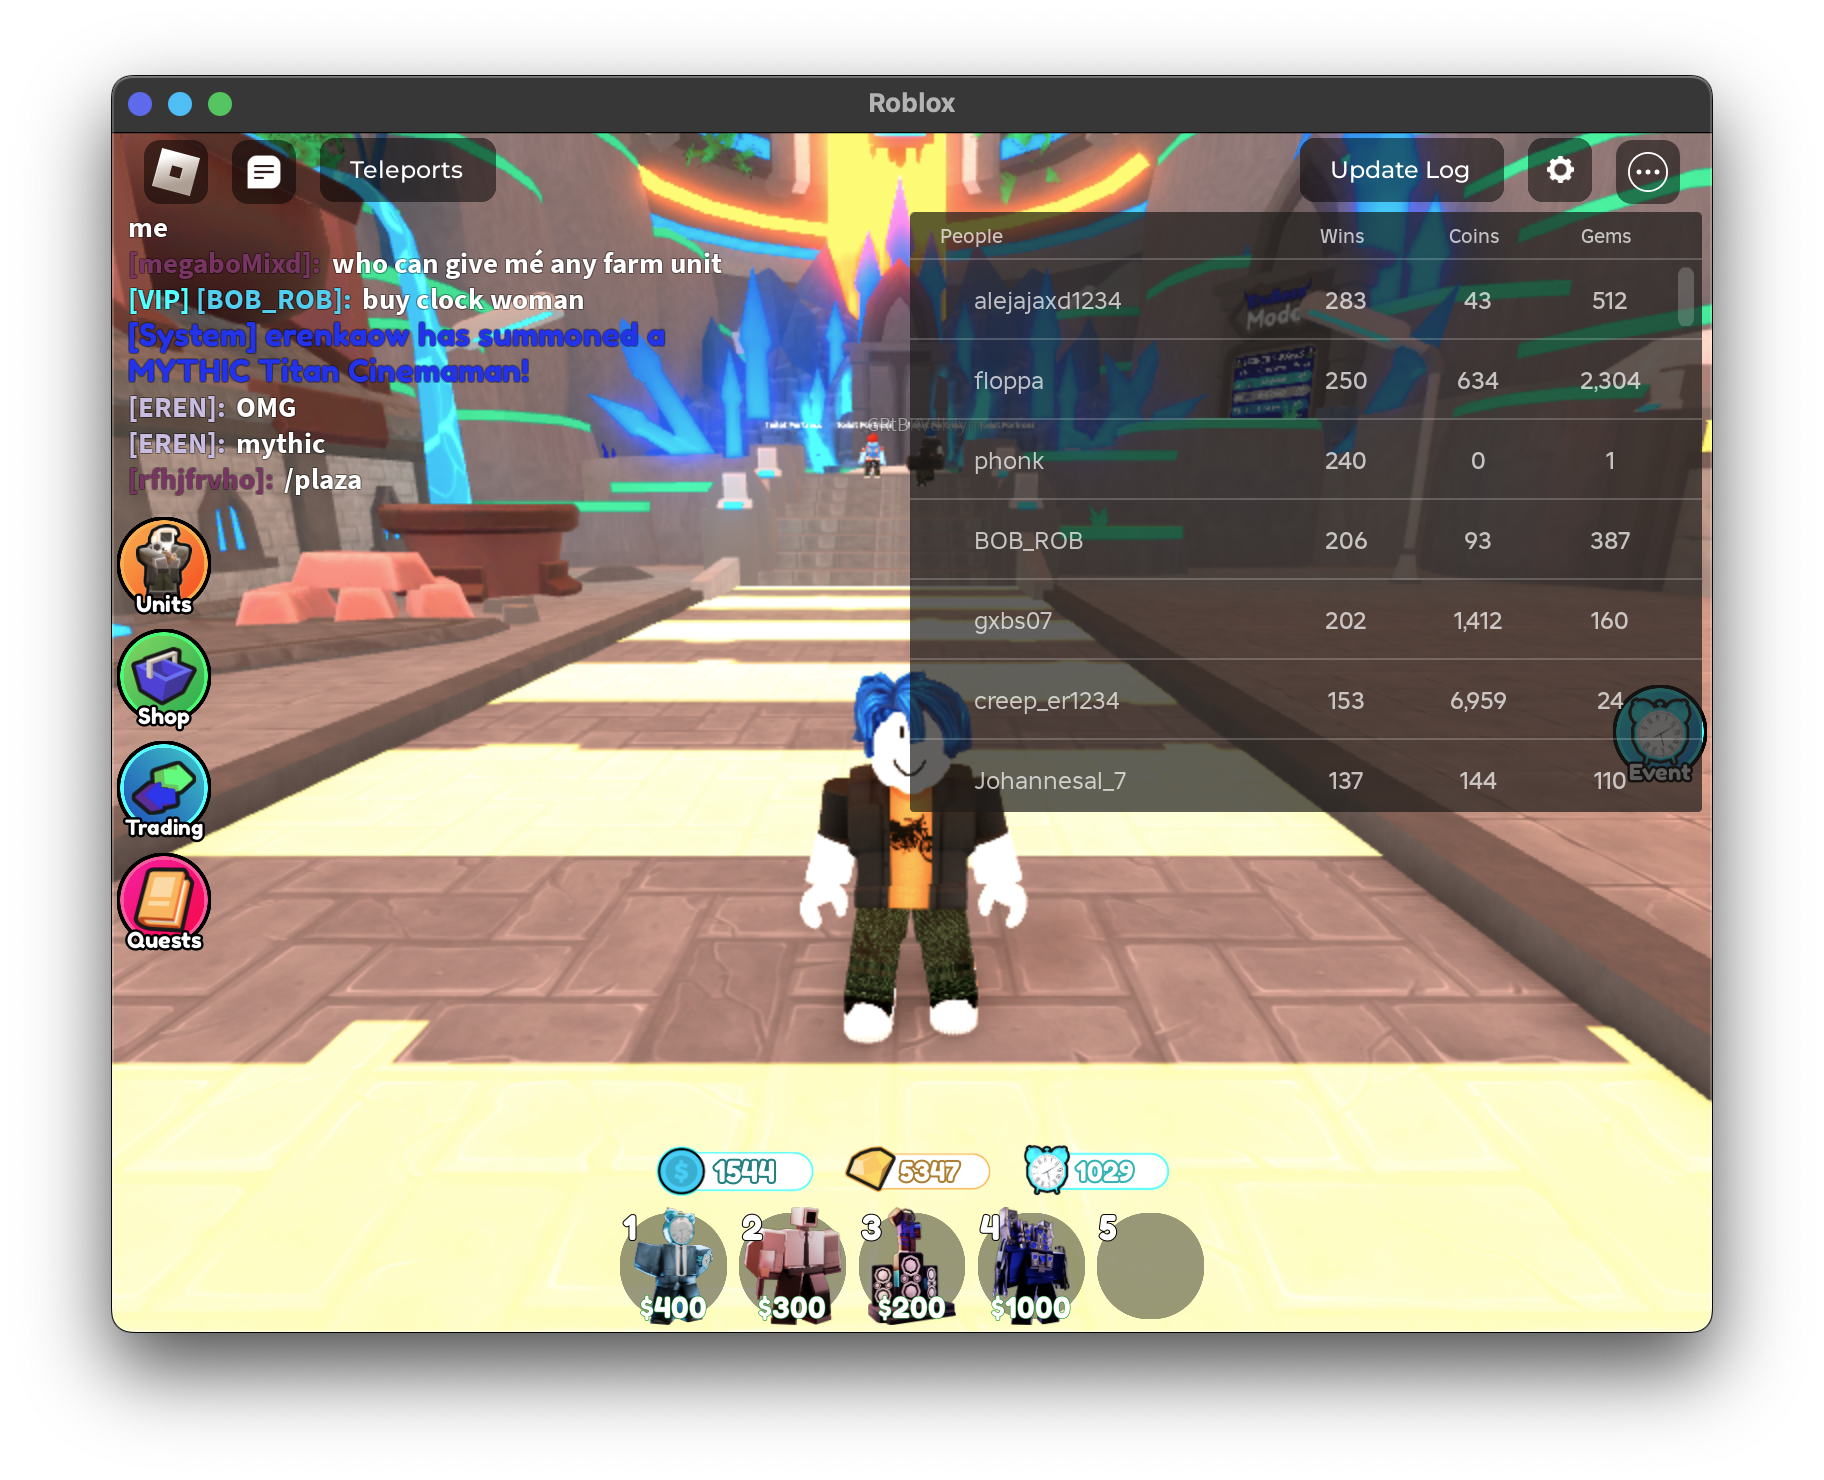 Roblox
Teleports
Update Log
me
[megaboMixd]: who can give mé any farm unit
[VIP] [BOB_ROB]: buy clock woman
[System] erenkaow has summoned a
MYTHIC Titan Cinemaman!
[EREN]: OMG
[EREN]: mythic
[rfhjfrvho]: /plaza
People Wins Coins Gems
alejajaxd1234 283 43 512
floppa 250 634 2,304
phonk 240 0 1
BOB_ROB 206 93 387
gxbs07 202 1,412 160
creep_er1234 153 6,959 24
Johannesal_7 137 144 110
Mode
Units
Shop
Trading
Quests
Event
1544
5347
1029
1 2 3 4 5
$400 $300 $200 $1000